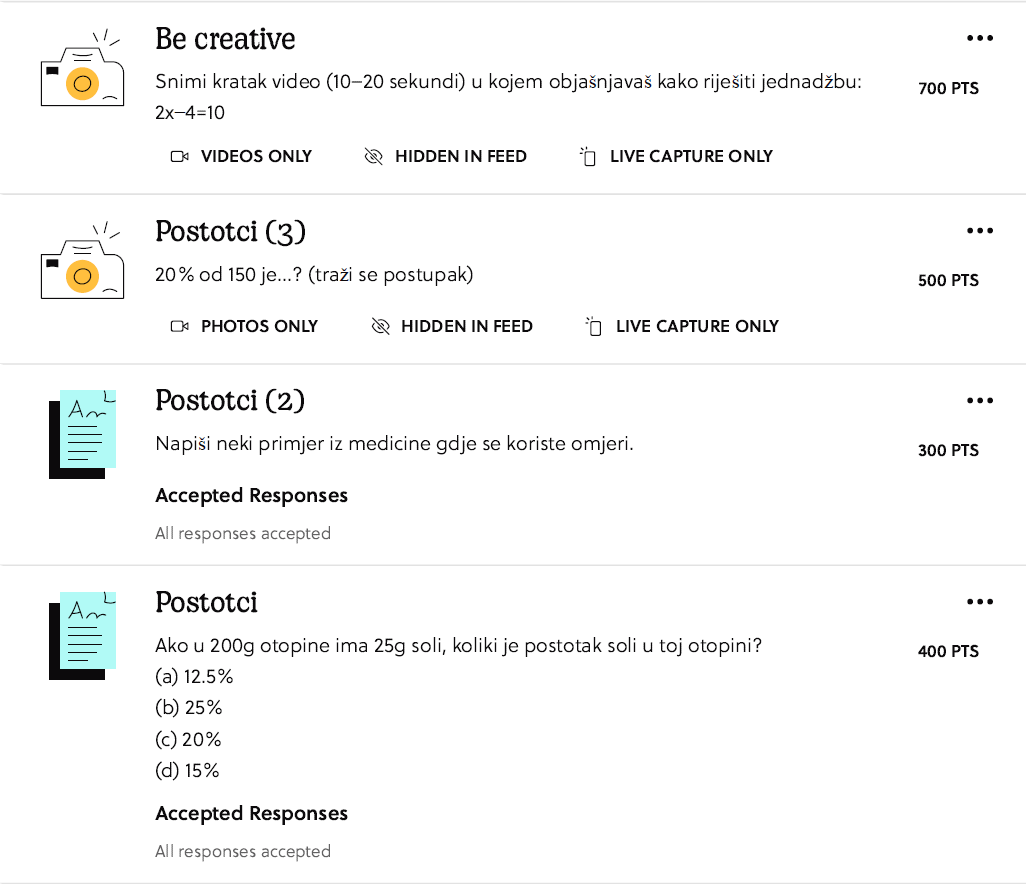 Be creative
Snimi kratak video (10–20 sekundi) u kojem objašnjavaš kako riješiti jednadžbu:
700 PTS
2x–4=10
VIDEOS ONLY HIDDEN IN FEED LIVE CAPTURE ONLY
Postotci (3)
20% od 150 je...? (traži se postupak)
500 PTS
PHOTOS ONLY HIDDEN IN FEED LIVE CAPTURE ONLY
Postotci (2)
Napiši neki primjer iz medicine gdje se koriste omjeri.
300 PTS
Accepted Responses
All responses accepted
Postotci
Ako u 200g otopine ima 25g soli, koliki je postotak soli u toj otopini?
400 PTS
(a) 12.5%
(b) 25%
(c) 20%
(d) 15%
Accepted Responses
All responses accepted